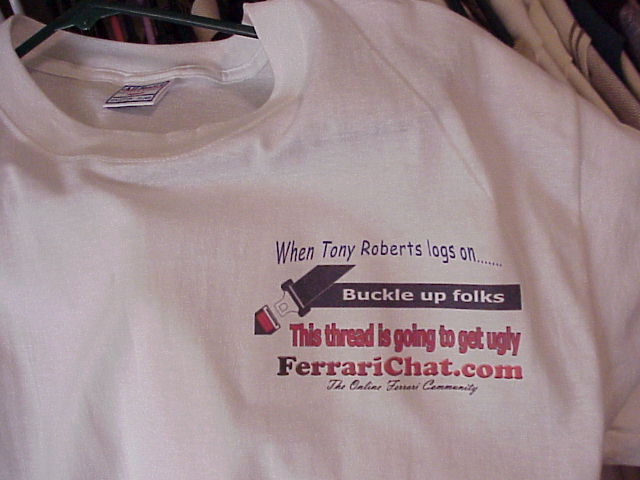 When Tony Roberts logs on.......
Buckle up folks
This thread is going to get ugly
FerrariChat.com
The Online Ferrari Community